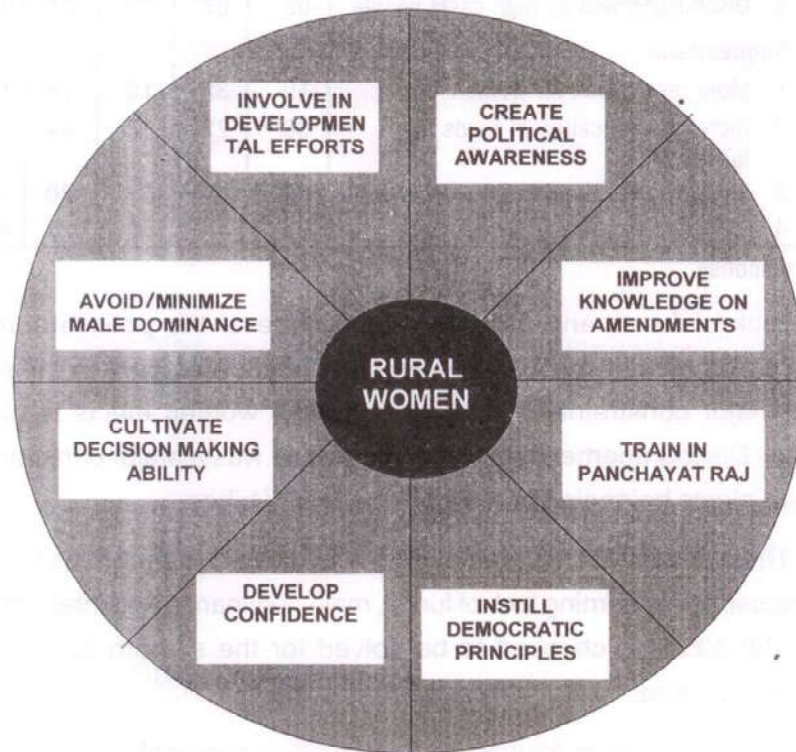 INVOLVE IN
DEVELOPMEN
TAL EFFORTS
CREATE
POLITICAL
AWARENESS
IMPROVE
KNOWLEDGE ON
AMENDMENTS
TRAIN IN
PANCHAYAT RAJ
INSTILL
DEMOCRATIC
PRINCIPLES
DEVELOP
CONFIDENCE
CULTIVATE
DECISION MAKING
ABILITY
AVOID/MINIMIZE
MALE DOMINANCE
RURAL
WOMEN